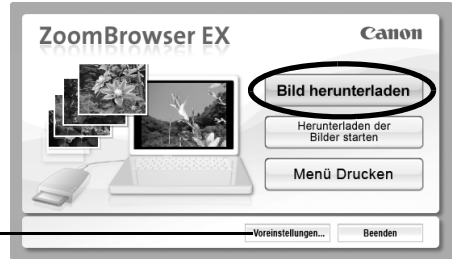 ZoomBrowser EX
Canon
Bild herunterladen
Herunterladen der
Bilder starten
Menü Drucken
Voreinstellungen...
Beenden